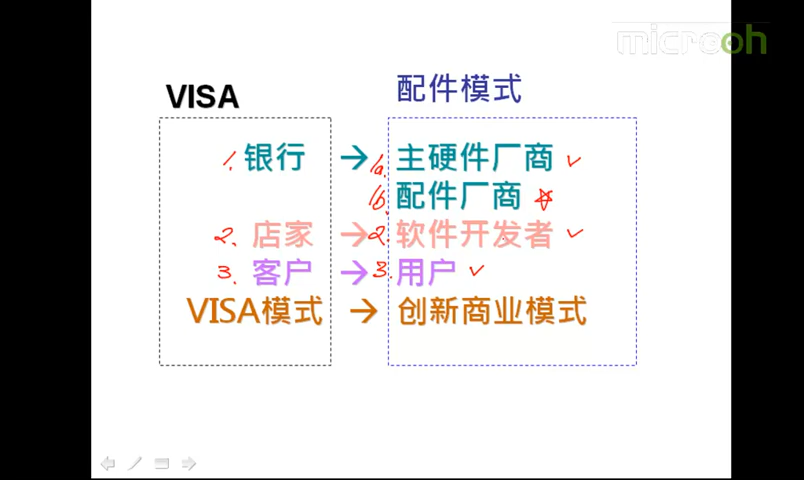 microoh
VISA
配件模式
1. 银行 → 1a. 主硬件厂商 ✓
1b. 配件厂商 ☆
2. 店家 → 2. 软件开发者 ✓
3. 客户 → 3. 用户 ✓
VISA模式 → 创新商业模式